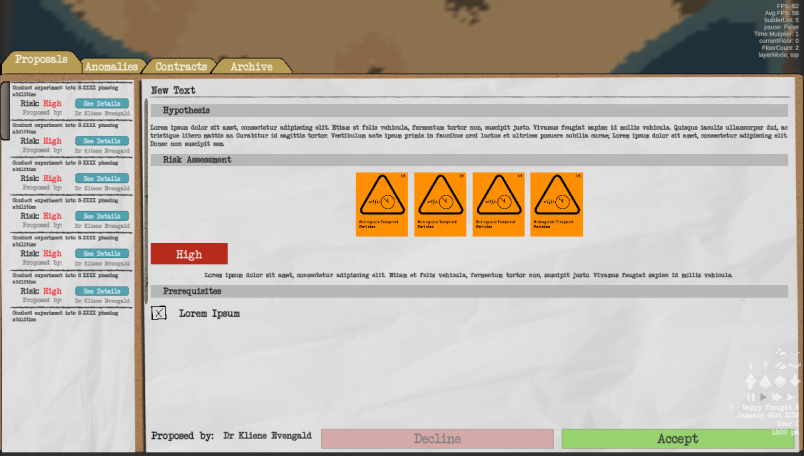 FPS: 52
Avg FPS: 58
builderList: 5
pause: False
Time Multiplier: 1
currentFloor: 0
FloorCount: 2
layerMode: top
Proposals
Anomalies
Contracts
Archive
Conduct experiment into S-XXXX phasing
abilities
Risk: High
See Details
Proposed by: Dr Kliene Evengald
Conduct experiment into S-XXXX phasing
abilities
Risk: High
See Details
Proposed by: Dr Kliene Evengald
Conduct experiment into S-XXXX phasing
abilities
Risk: High
See Details
Proposed by: Dr Kliene Evengald
Conduct experiment into S-XXXX phasing
abilities
Risk: High
See Details
Proposed by: Dr Kliene Evengald
Conduct experiment into S-XXXX phasing
abilities
Risk: High
See Details
Proposed by: Dr Kliene Evengald
Conduct experiment into S-XXXX phasing
abilities
Risk: High
See Details
Proposed by: Dr Kliene Evengald
Conduct experiment into S-XXXX phasing
abilities
New Text
Hypothesis
Lorem ipsum dolor sit amet, consectetur adipiscing elit. Etiam et felis vehicula, fermentum tortor non, suscipit justo. Vivamus feugiat sapien id mollis vehicula. Quisque iaculis ullamcorper dui, ac
tristique libero mattis as. Curabitur id sagittis tortor. Vestibulum ante ipsum primis in faucibus orci luctus et ultrices posuere cubilia curae; Lorem ipsum dolor sit amet, consectetur adipiscing elit.
Donec non suscipit sem.
Risk Assessment
Retrograde Temporal
Particles
Retrograde Temporal
Particles
Retrograde Temporal
Particles
Retrograde Temporal
Particles
High
Lorem ipsum dolor sit amet, consectetur adipiscing elit. Etiam et felis vehicula, fermentum tortor non, suscipit justo. Vivamus feugiat sapien id mollis vehicula.
Prerequisites
Lorem Ipsum
Proposed by: Dr Kliene Evengald
Decline
Accept
Happy Thought
January
12:00 pm